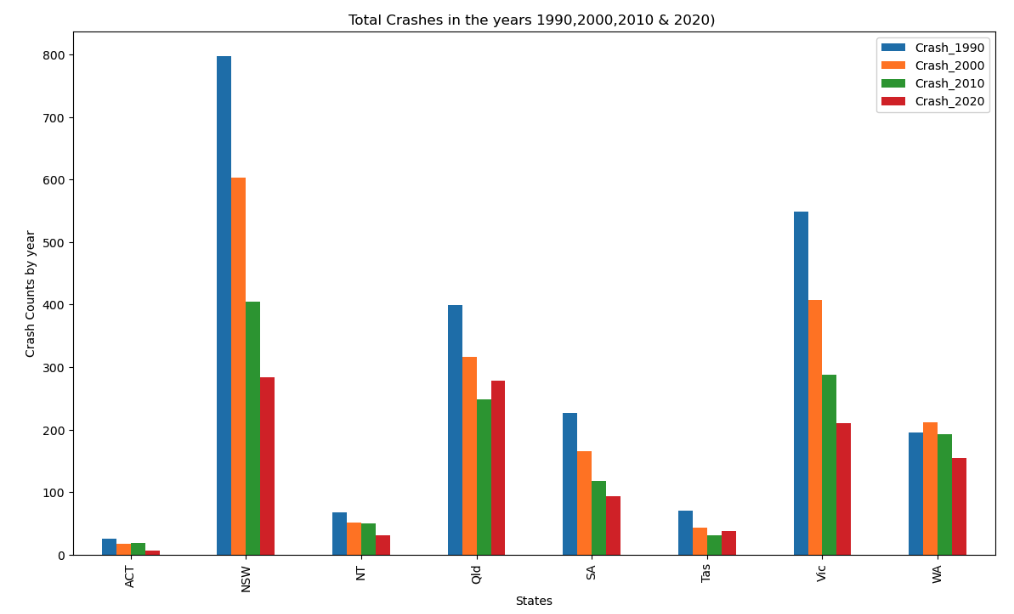 Total Crashes in the years 1990,2000,2010 & 2020)
Crash_1990
Crash_2000
Crash_2010
Crash_2020
Crash Counts by year
800
700
600
500
400
300
200
100
0
ACT
NSW
NT
Qld
SA
Tas
Vic
WA
States